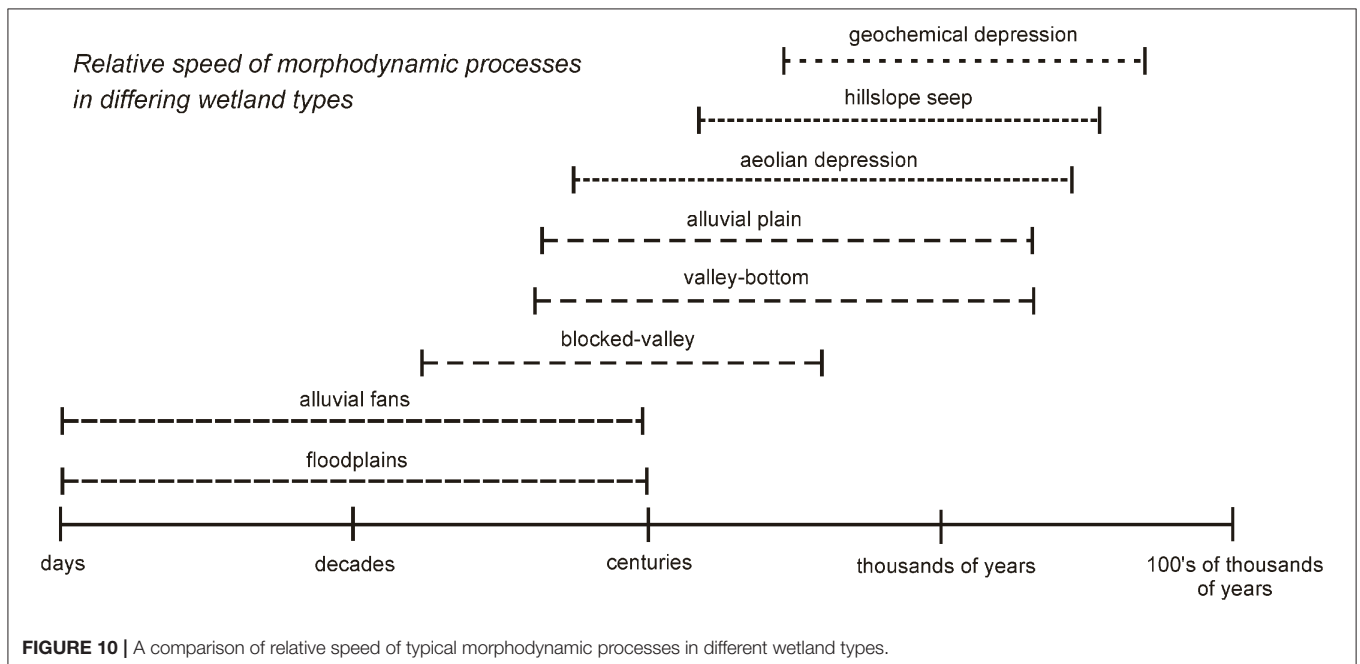 Relative speed of morphodynamic processes
in differing wetland types
geochemical depression
hillslope seep
aeolian depression
alluvial plain
valley-bottom
blocked-valley
alluvial fans
floodplains
days
decades
centuries
thousands of years
100's of thousands
of years
FIGURE 10 | A comparison of relative speed of typical morphodynamic processes in different wetland types.